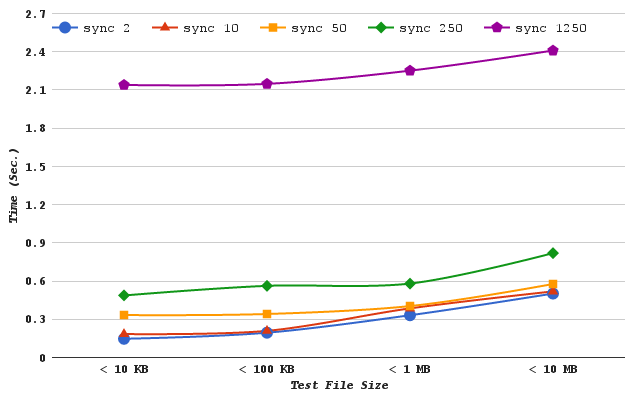 2.7
sync 2 sync 10 sync 50 sync 250 sync 1250
2.4
2.1
1.8
1.5
1.2
0.9
0.6
0.3
0
Time (Sec.)
< 10 KB < 100 KB < 1 MB < 10 MB
Test File Size